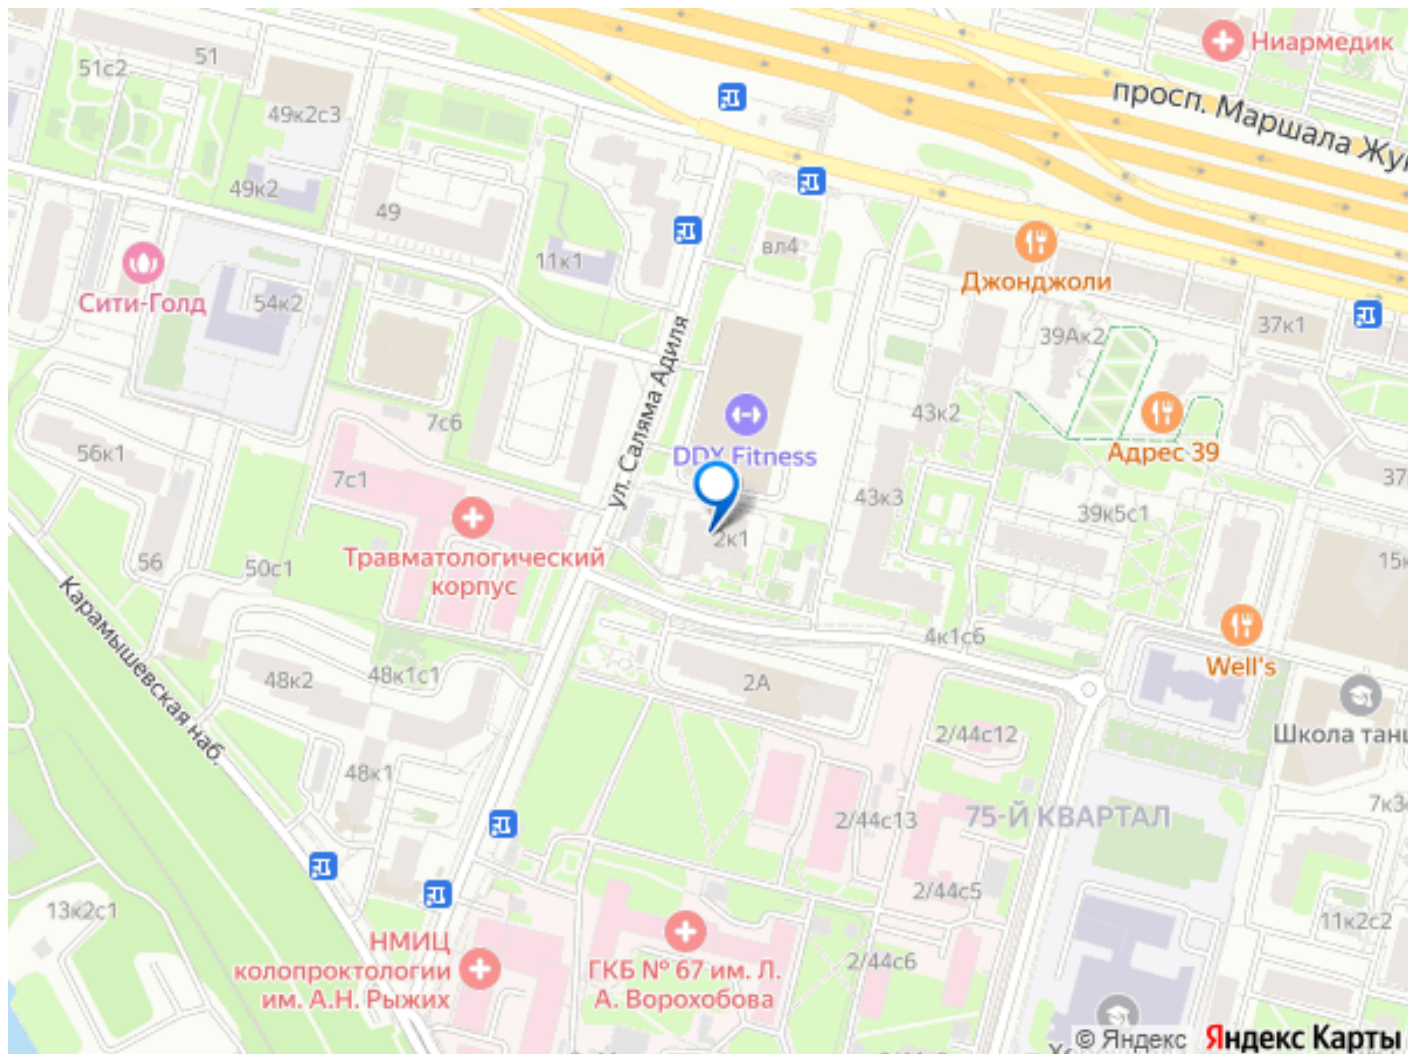 Ниармедик
51
51с2
49к2с3
просп. Маршала Жук
49к2
49
вл4
11к1
Джонджоли
Сити-Голд
54к2
37к1
39Ак2
ул. Саляма Адиля
43к2
7с6
DDX Fitness
Адрес 39
56к1
7с1
43к3
37
39к5с1
2к1
Травматологический
корпус
56
50с1
15к
Карамышевская наб.
4к1с6
Well's
48к2
48к1с1
2А
2/44с12
Школа танц
48к1
75-Й КВАРТАЛ
7к3
2/44с13
2/44с5
13к2с1
11к2с2
НМИЦ
колопроктологии
им. А.Н. Рыжих
ГКБ № 67 им. Л.
А. Ворохобова
2/44с6
© Яндекс
Яндекс Карты